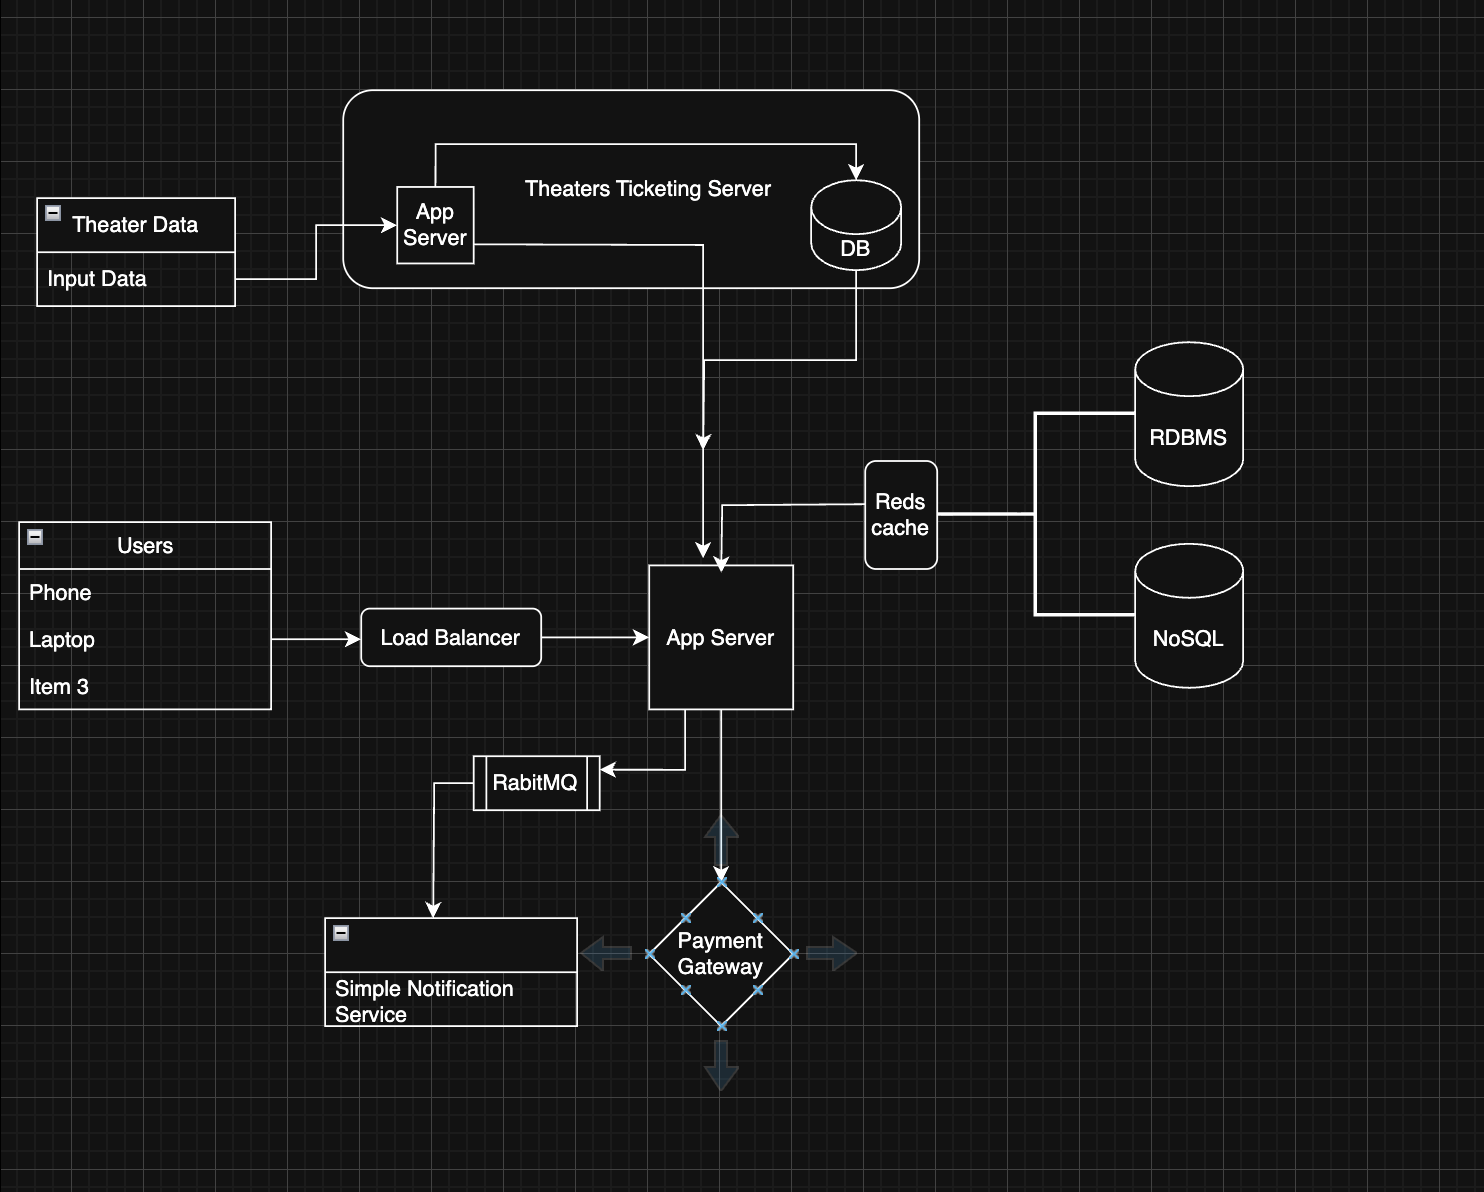 Theaters Ticketing Server
App
Server
DB
Theater Data
Input Data
RDBMS
Reds
cache
NoSQL
Users
Phone
Laptop
Item 3
Load Balancer
App Server
RabitMQ
Payment
Gateway
Simple Notification
Service